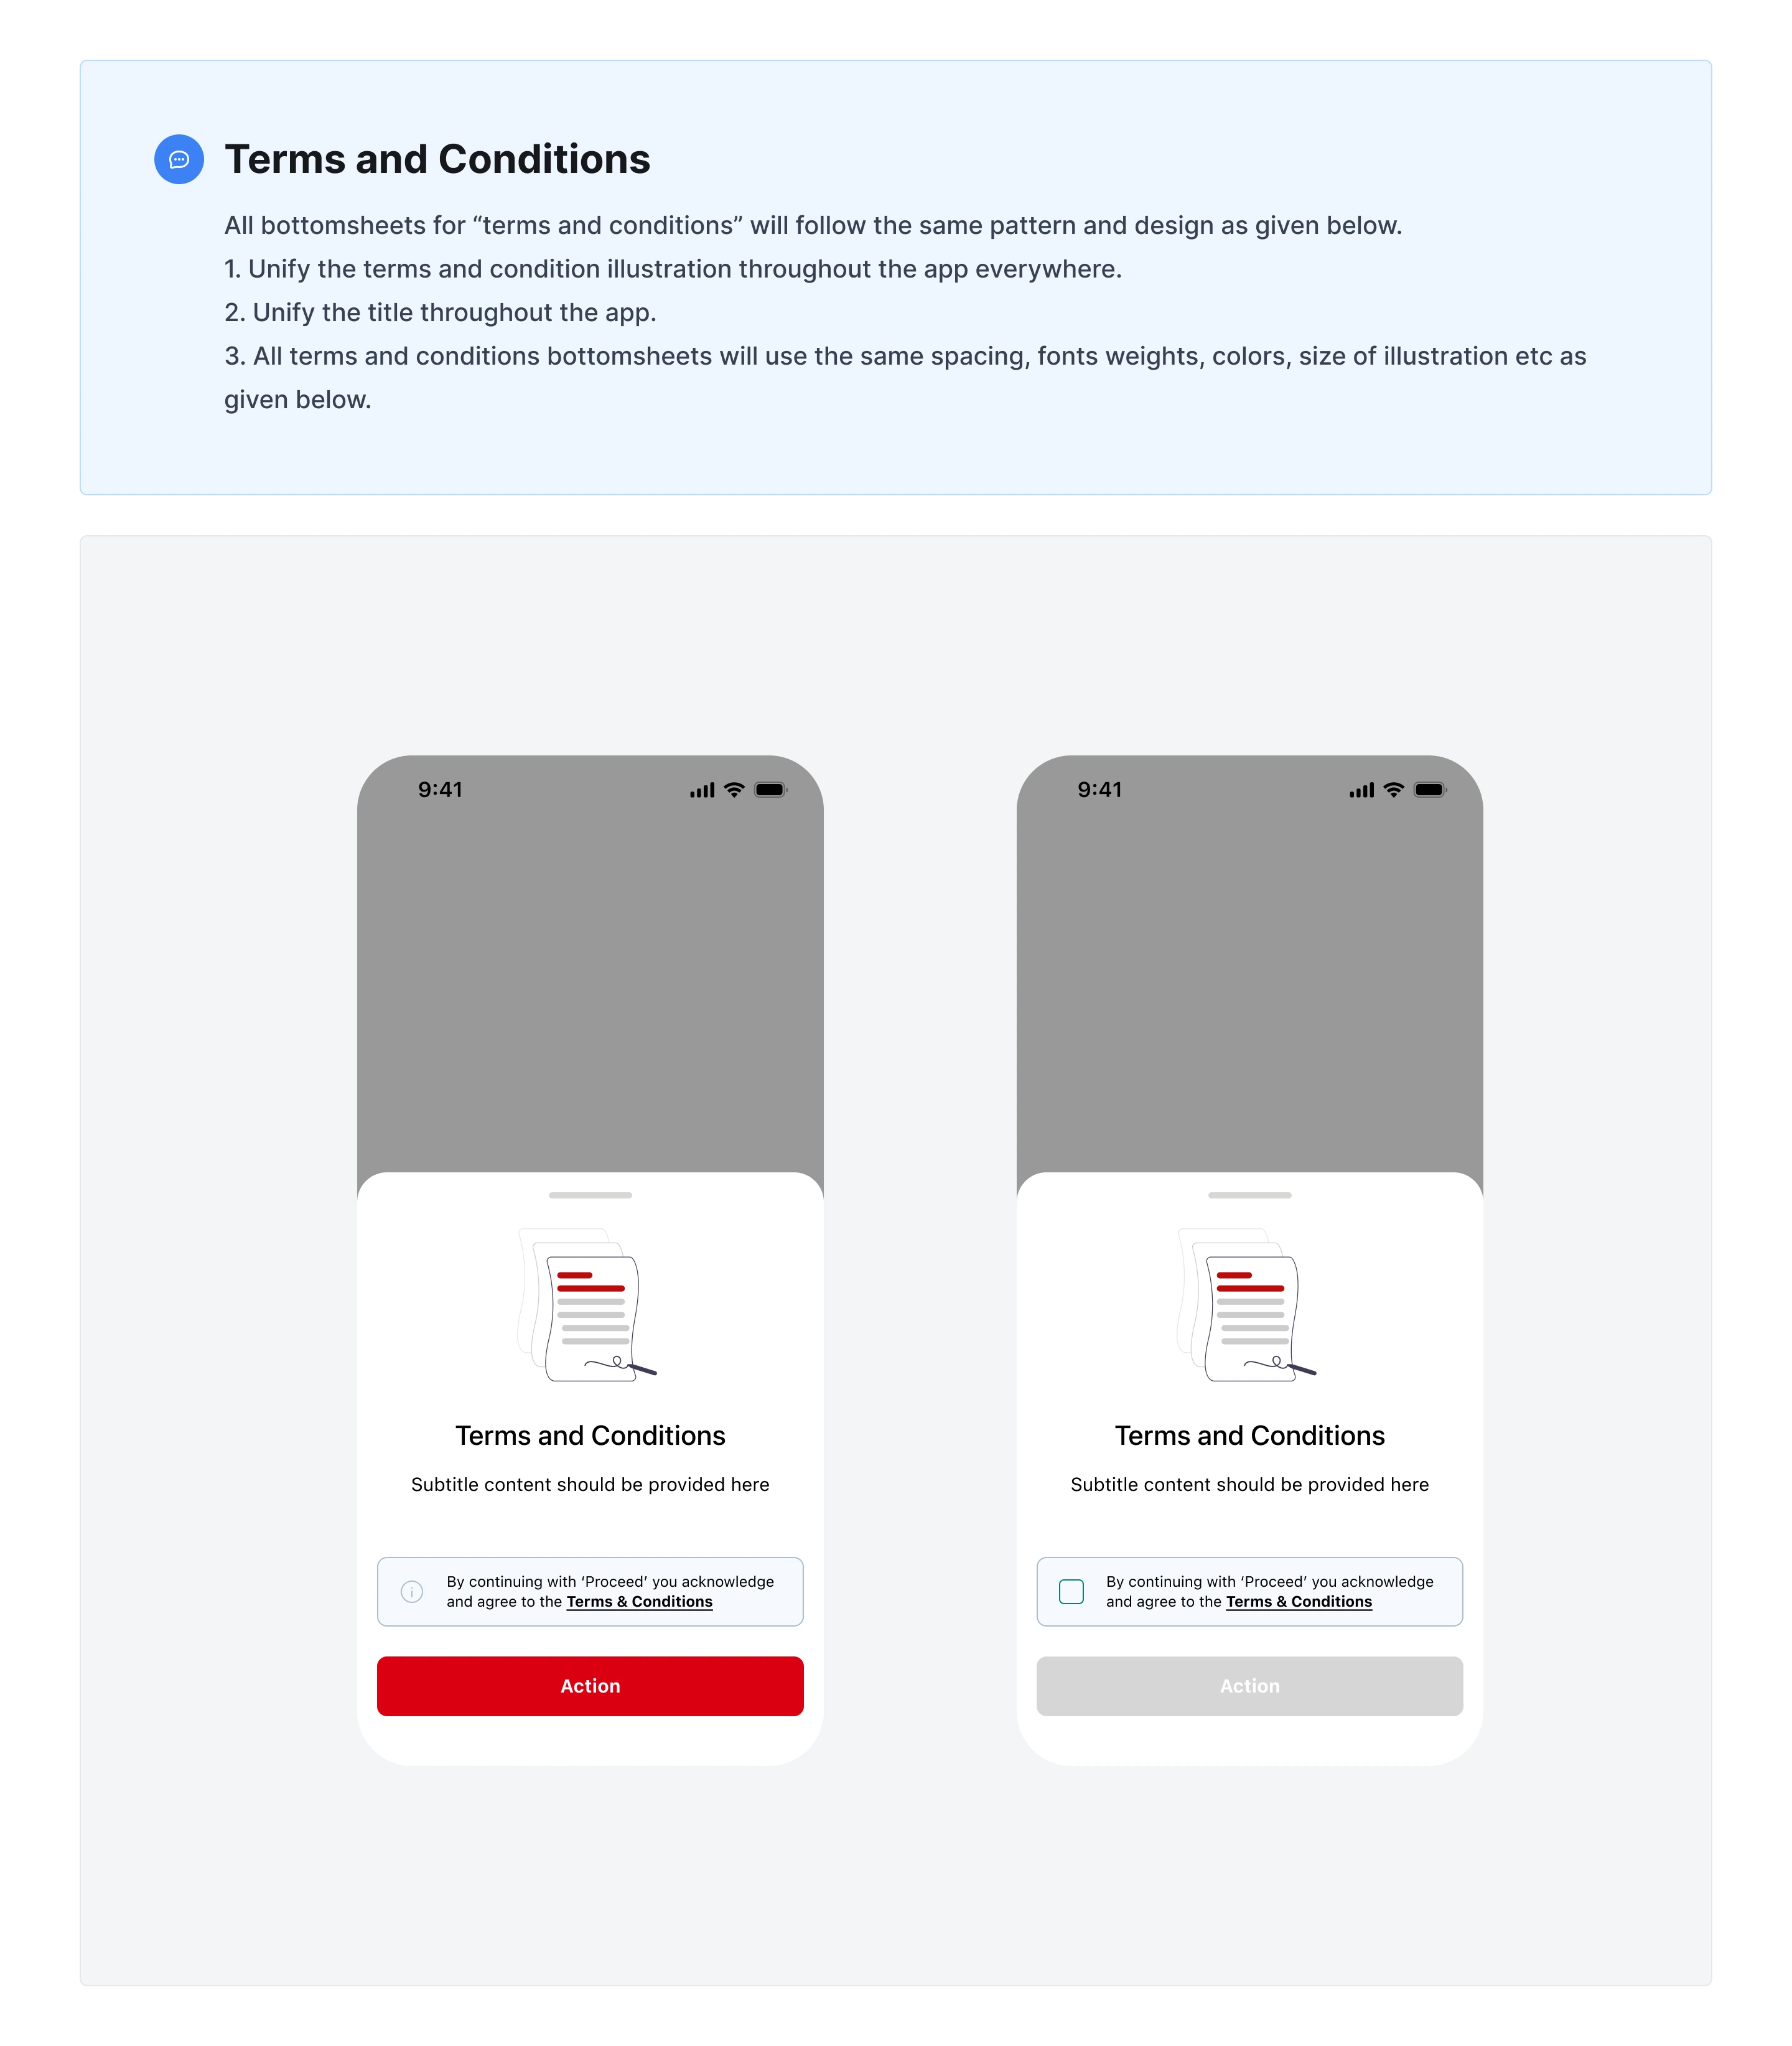 Terms and Conditions
All bottomsheets for “terms and conditions” will follow the same pattern and design as given below.
1. Unify the terms and condition illustration throughout the app everywhere.
2. Unify the title throughout the app.
3. All terms and conditions bottomsheets will use the same spacing, fonts weights, colors, size of illustration etc as
given below.
9:41
Terms and Conditions
Subtitle content should be provided here
By continuing with ‘Proceed’ you acknowledge
and agree to the Terms & Conditions
Action
9:41
Terms and Conditions
Subtitle content should be provided here
By continuing with ‘Proceed’ you acknowledge
and agree to the Terms & Conditions
Action